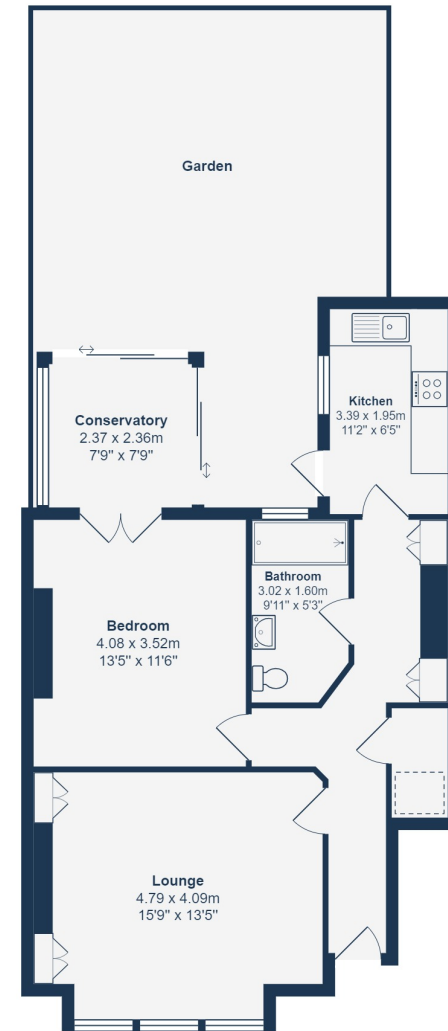 Garden
Conservatory
2.37 x 2.36m
7'9" x 7'9"
Kitchen
3.39 x 1.95m
11'2" x 6'5"
Bathroom
3.02 x 1.60m
9'11" x 5'3"
Bedroom
4.08 x 3.52m
13'5" x 11'6"
Lounge
4.79 x 4.09m
15'9" x 13'5"